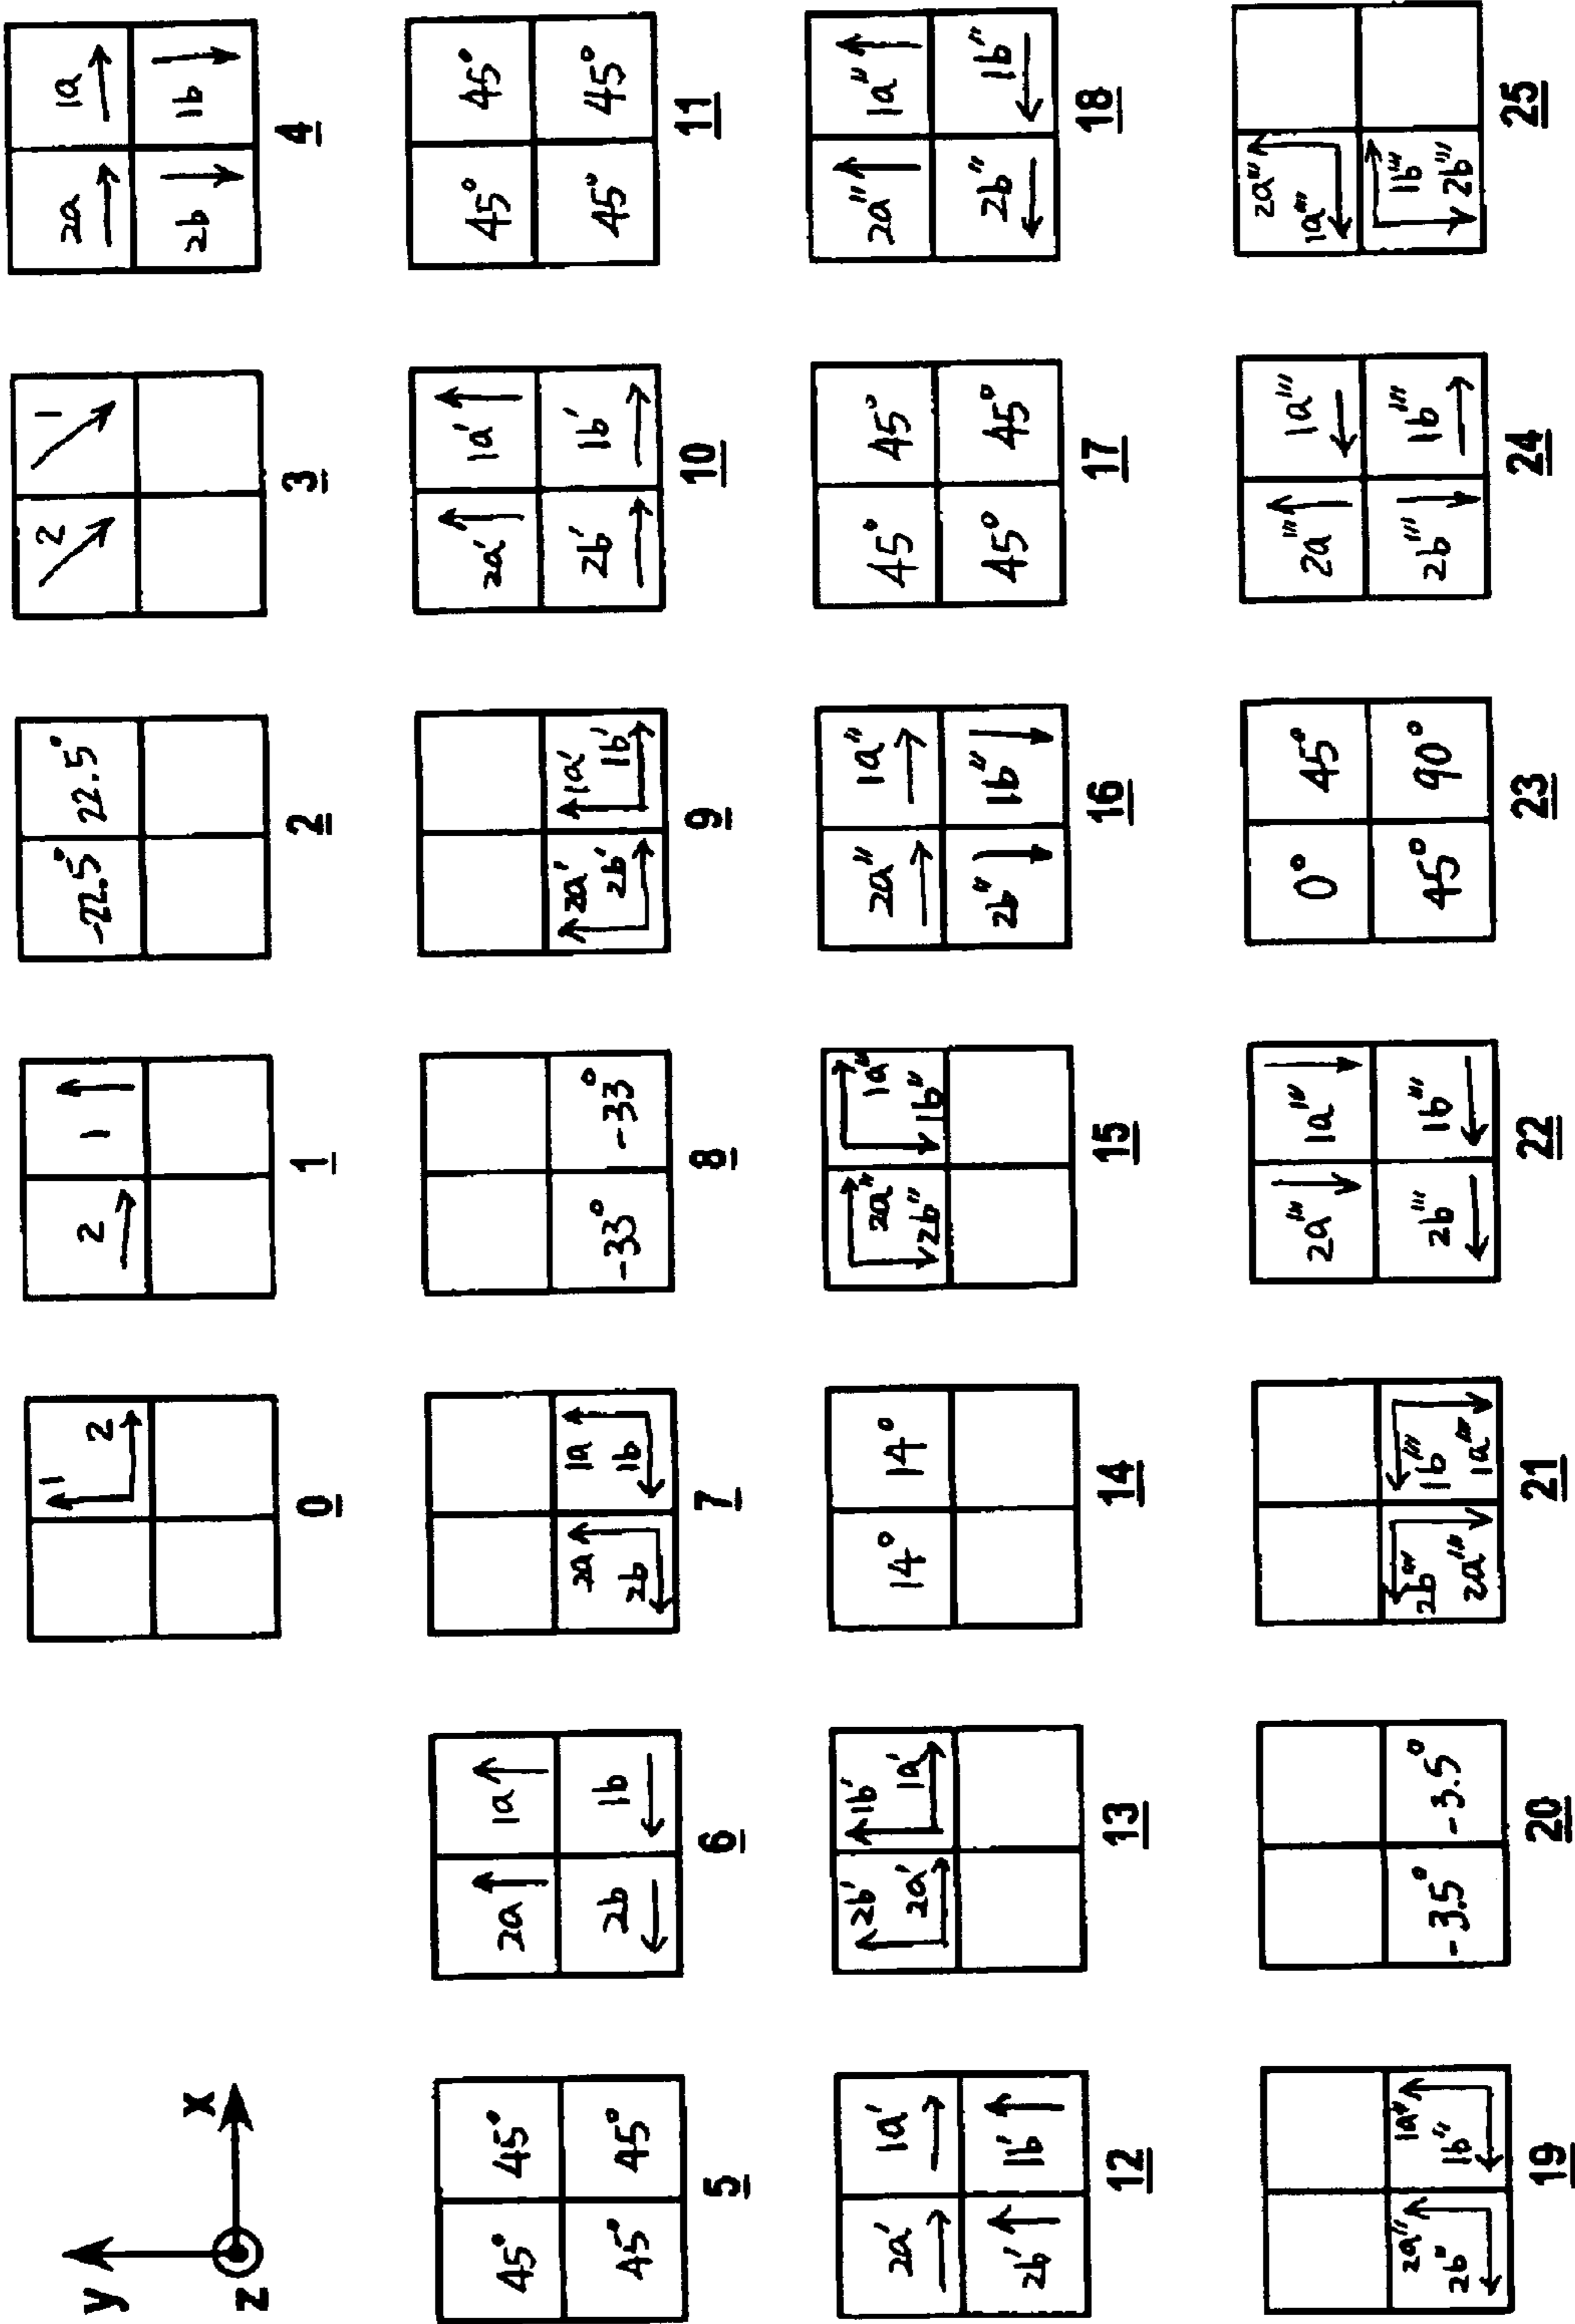 y
x
z
1
2
0
2 1
1
-22.5° 22.5°
2
2 1
3
2a 1a
2b 1b
4
45° 45°
45° 45°
5
2a 1a
2b 1b
6
2a 1a
2b 1b
7
-33° -33°
8
2a' 1a'
2b' 1b'
9
2a' 1a'
2b' 1b'
10
45° 45°
45° 45°
11
2a' 1a'
2b' 1b'
12
2b' 1b'
2a' 1a'
13
14° 14°
14
2a" 1a"
2b" 1b"
15
2a" 1a"
2b" 1b"
16
45° 45°
45° 45°
17
2a" 1a"
2b" 1b"
18
2a" 1a"
2b" 1b"
19
-3.5° -3.5°
20
2b''' 1b'''
2a''' 1a'''
21
2a''' 1a'''
2b''' 1b'''
22
0° 45°
45° 90°
23
2a''' 1a'''
2b''' 1b'''
24
2a'''
1a'''
1b'''
2b'''
25